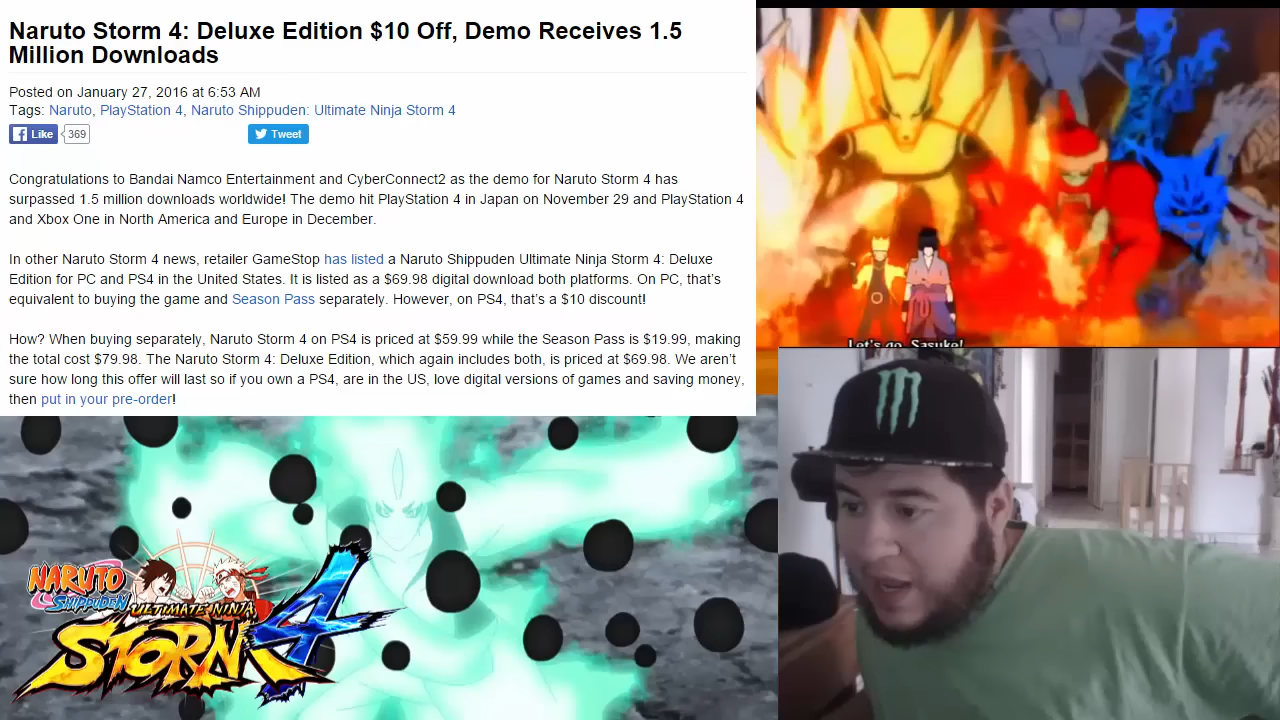 Naruto Storm 4: Deluxe Edition $10 Off, Demo Receives 1.5
Million Downloads
Posted on January 27, 2016 at 6:53 AM
Tags: Naruto, PlayStation 4, Naruto Shippuden: Ultimate Ninja Storm 4
Like 369 Tweet
Congratulations to Bandai Namco Entertainment and CyberConnect2 as the demo for Naruto Storm 4 has
surpassed 1.5 million downloads worldwide! The demo hit PlayStation 4 in Japan on November 29 and PlayStation 4
and Xbox One in North America and Europe in December.
In other Naruto Storm 4 news, retailer GameStop has listed a Naruto Shippuden Ultimate Ninja Storm 4: Deluxe
Edition for PC and PS4 in the United States. It is listed as a $69.98 digital download both platforms. On PC, that's
equivalent to buying the game and Season Pass separately. However, on PS4, that's a $10 discount!
How? When buying separately, Naruto Storm 4 on PS4 is priced at $59.99 while the Season Pass is $19.99, making
the total cost $79.98. The Naruto Storm 4: Deluxe Edition, which again includes both, is priced at $69.98. We aren't
sure how long this offer will last so if you own a PS4, are in the US, love digital versions of games and saving money,
then put in your pre-order!
Let's go, Sasuke!
NARUTO
SHIPPUDEN
ULTIMATE NINJA
STORM 4